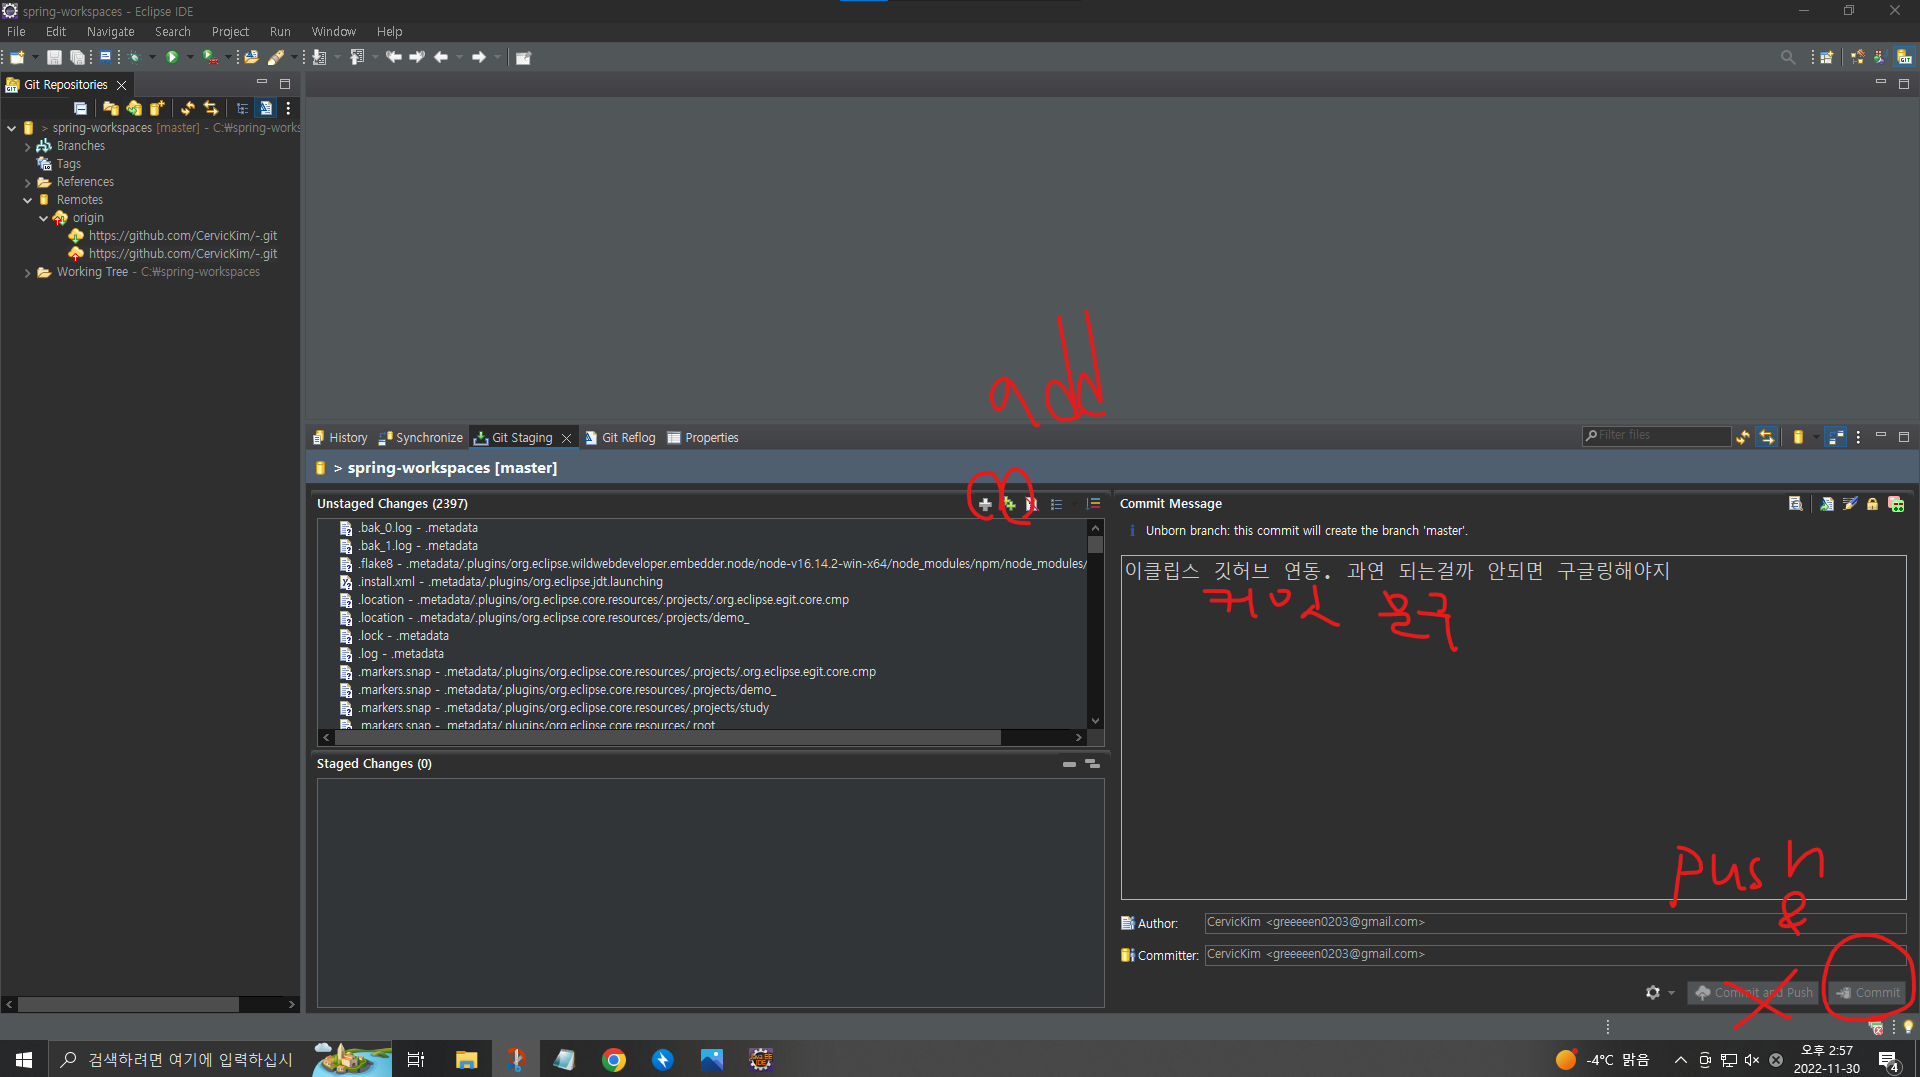 spring-workspaces - Eclipse IDE
File Edit Navigate Search Project Run Window Help
Git Repositories
> spring-workspaces [master] - C:₩spring-works
Branches
Tags
References
Remotes
origin
https://github.com/CervicKim/-.git
https://github.com/CervicKim/-.git
Working Tree - C:₩spring-workspaces
add
History Synchronize Git Staging Git Reflog Properties
Filter files
> spring-workspaces [master]
Unstaged Changes (2397)
.bak_0.log - .metadata
.bak_1.log - .metadata
.flake8 - .metadata/.plugins/org.eclipse.wildwebdeveloper.embedder.node/node-v16.14.2-win-x64/node_modules/npm/node_modules/
.install.xml - .metadata/.plugins/org.eclipse.jdt.launching
.location - .metadata/.plugins/org.eclipse.core.resources/.projects/.org.eclipse.egit.core.cmp
.location - .metadata/.plugins/org.eclipse.core.resources/.projects/demo_
.lock - .metadata
.log - .metadata
.markers.snap - .metadata/.plugins/org.eclipse.core.resources/.projects/.org.eclipse.egit.core.cmp
.markers.snap - .metadata/.plugins/org.eclipse.core.resources/.projects/demo_
.markers.snap - .metadata/.plugins/org.eclipse.core.resources/.projects/study
.markers.snap - .metadata/.plugins/org.eclipse.core.resources/.root
Staged Changes (0)
Commit Message
Unborn branch: this commit will create the branch 'master'.
이클립스 깃허브 연동. 과연 되는걸까 안되면 구글링해야지
커밋 문구
push
&
Author: CervicKim <greeeeen0203@gmail.com>
Committer: CervicKim <greeeeen0203@gmail.com>
Commit and Push Commit
검색하려면 여기에 입력하십시
-4°C 맑음
오후 2:57
2022-11-30
4